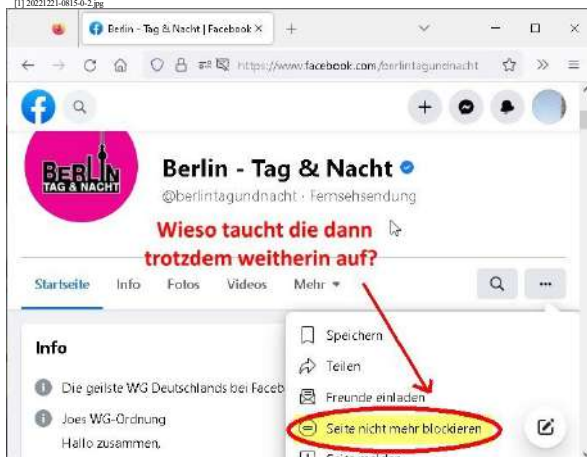 [1] 20221221-0815-0-2.jpg
Berlin - Tag & Nacht | Facebook
https://www.facebook.com/berlintagundnacht
BERLIN
TAG & NACHT
Berlin - Tag & Nacht
@berlintagundnacht · Fernsehsendung
Wieso taucht die dann
trotzdem weitherin auf?
Startseite Info Fotos Videos Mehr
Info
Speichern
Teilen
Die geilste WG Deutschlands bei Faceb
Freunde einladen
Joes WG-Ordnung
Seite nicht mehr blockieren
Hallo zusammen,